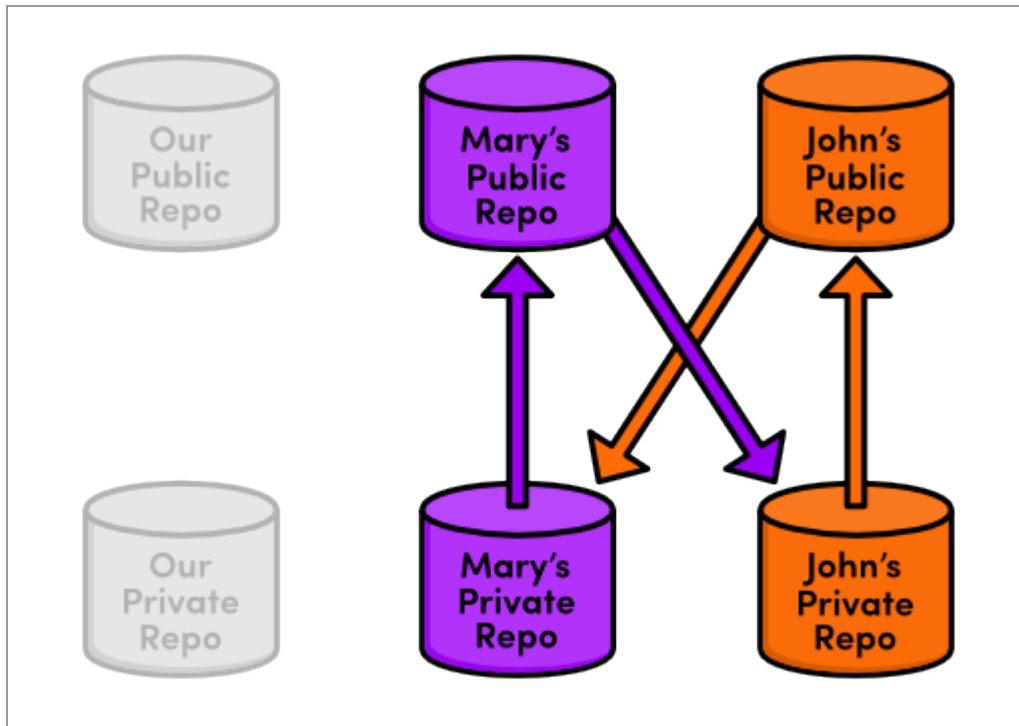 Our
Public
Repo
Mary's
Public
Repo
John's
Public
Repo
Our
Private
Repo
Mary's
Private
Repo
John's
Private
Repo